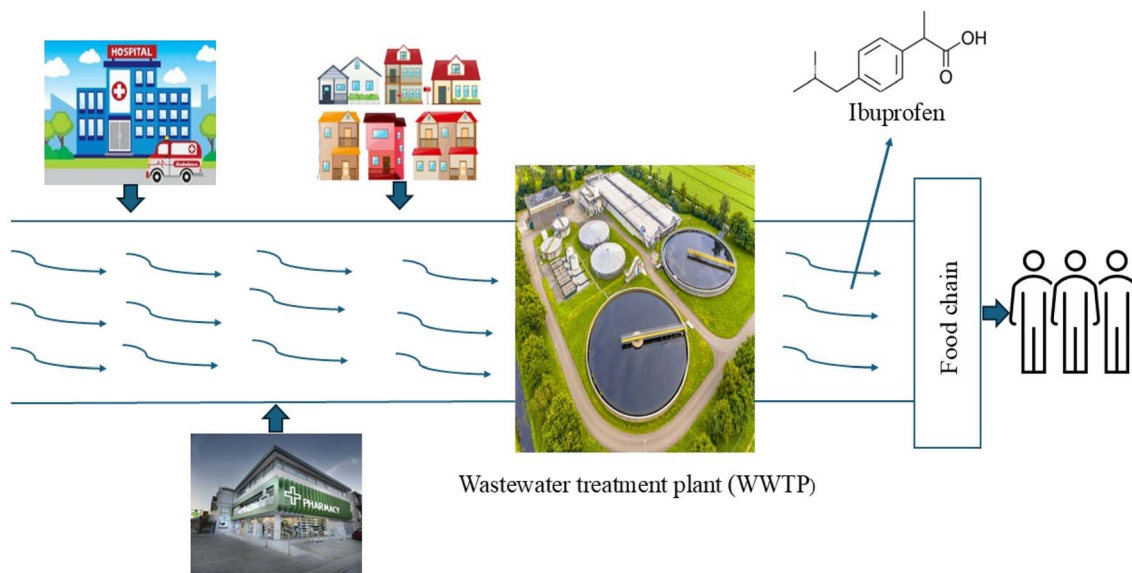 HOSPITAL
Ambulance
OH
O
Ibuprofen
Food chain
PHARMACY
Wastewater treatment plant (WWTP)